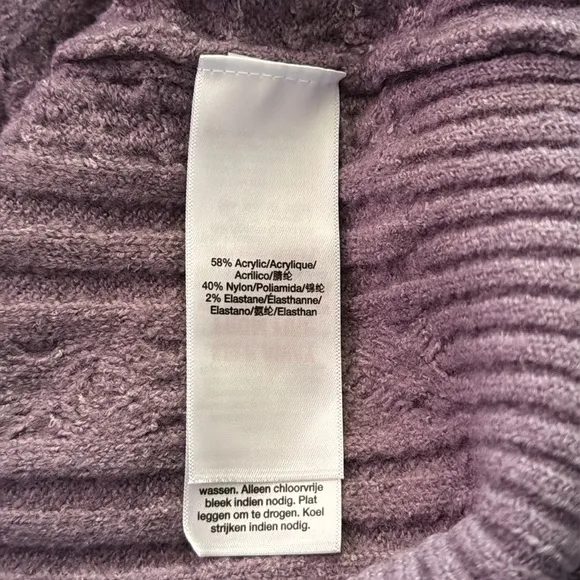 58% Acrylic/Acrylique/
Acrílico/腈纶
40% Nylon/Poliamida/锦纶
2% Elastane/Élasthanne/
Elastano/氨纶/Elasthan
wassen. Alleen chloorvrije
bleek indien nodig. Plat
leggen om te drogen. Koel
strijken indien nodig.